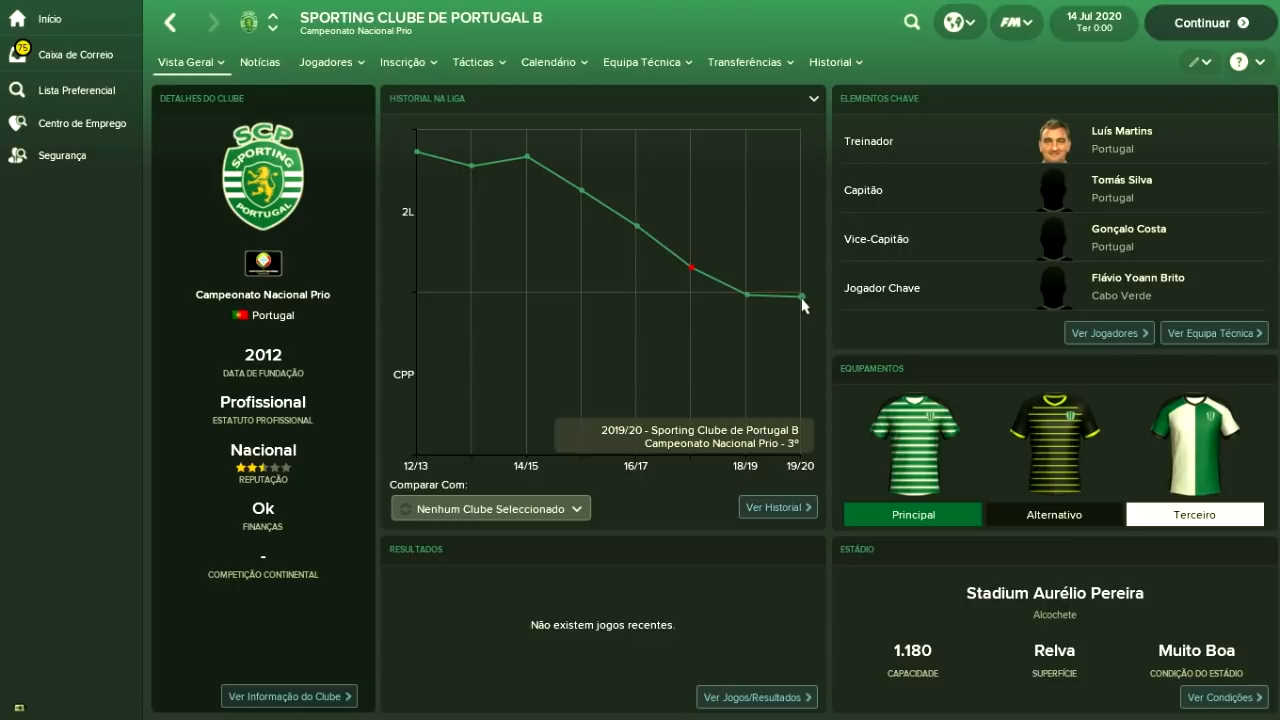 Início
75
Caixa de Correio
Lista Preferencial
Centro de Emprego
Segurança
SPORTING CLUBE DE PORTUGAL B
Campeonato Nacional Prio
FM
14 Jul 2020
Ter 0:00
Continuar
Vista Geral
Notícias
Jogadores
Inscrição
Tácticas
Calendário
Equipa Técnica
Transferências
Historial
?
DETALHES DO CLUBE
SCP
SPORTING
PORTUGAL
Campeonato Nacional Prio
Portugal
2012
DATA DE FUNDAÇÃO
Profissional
ESTATUTO PROFISSIONAL
Nacional
REPUTAÇÃO
Ok
FINANÇAS
-
COMPETIÇÃO CONTINENTAL
Ver Informação do Clube
HISTORIAL NA LIGA
2L
CPP
2019/20 - Sporting Clube de Portugal B
Campeonato Nacional Prio - 3º
12/13
14/15
16/17
18/19
19/20
Comparar Com:
Nenhum Clube Seleccionado
Ver Historial
RESULTADOS
Não existem jogos recentes.
Ver Jogos/Resultados
ELEMENTOS CHAVE
Treinador
Luís Martins
Portugal
Capitão
Tomás Silva
Portugal
Vice-Capitão
Gonçalo Costa
Portugal
Jogador Chave
Flávio Yoann Brito
Cabo Verde
Ver Jogadores
Ver Equipa Técnica
EQUIPAMENTOS
Principal
Alternativo
Terceiro
ESTÁDIO
Stadium Aurélio Pereira
Alcochete
1.180
CAPACIDADE
Relva
SUPERFÍCIE
Muito Boa
CONDIÇÃO DO ESTÁDIO
Ver Condições